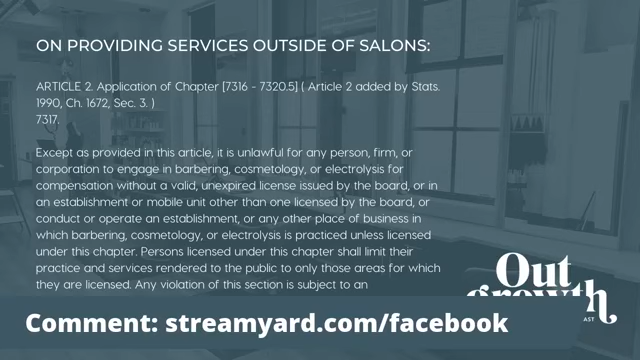 ON PROVIDING SERVICES OUTSIDE OF SALONS:
ARTICLE 2. Application of Chapter [7316 - 7320.5] ( Article 2 added by Stats.
1990, Ch. 1672, Sec. 3. )
7317.
Except as provided in this article, it is unlawful for any person, firm, or
corporation to engage in barbering, cosmetology, or electrolysis for
compensation without a valid, unexpired license issued by the board, or in
an establishment or mobile unit other than one licensed by the board, or
conduct or operate an establishment, or any other place of business in
which barbering, cosmetology, or electrolysis is practiced unless licensed
under this chapter. Persons licensed under this chapter shall limit their
practice and services rendered to the public to only those areas for which
they are licensed. Any violation of this section is subject to an
Out
growth
AST
Comment: streamyard.com/facebook